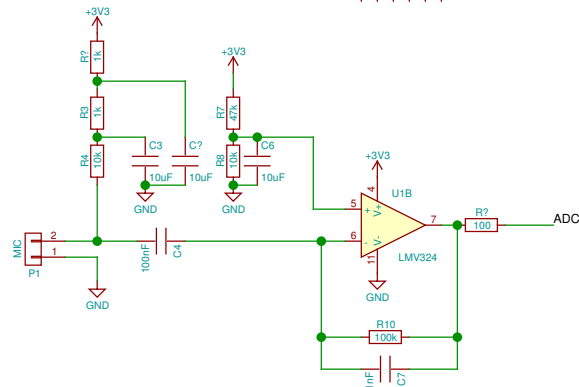 +3V3
R?
1k
+3V3
R3
1k
R7
47k
R4
10k
C3
10uF
C?
10uF
R8
10k
C6
10uF
GND
GND
+3V3
U1B
4
V+
5
+
7
6
-
V-
11
LMV324
GND
R?
100
ADC
MIC
2
1
P1
100nF
C4
GND
R10
100k
1nF
C7